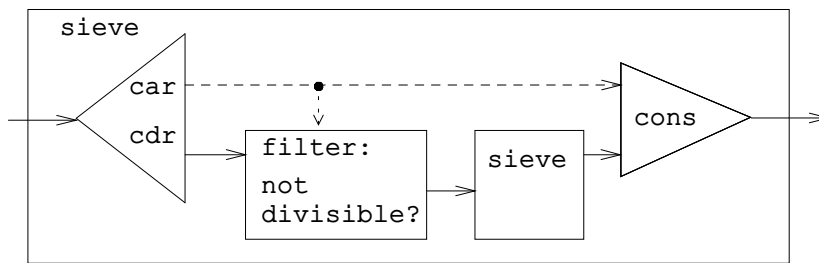 sieve
car
cdr
filter:
not
divisible?
sieve
cons